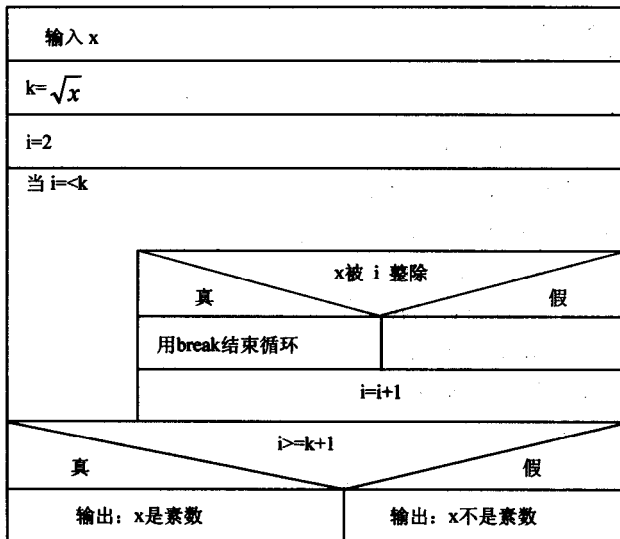 输入 x
k=√x
i=2
当 i=<k
x被 i 整除
真 假
用break结束循环
i=i+1
i>=k+1
真 假
输出：x是素数 输出：x不是素数